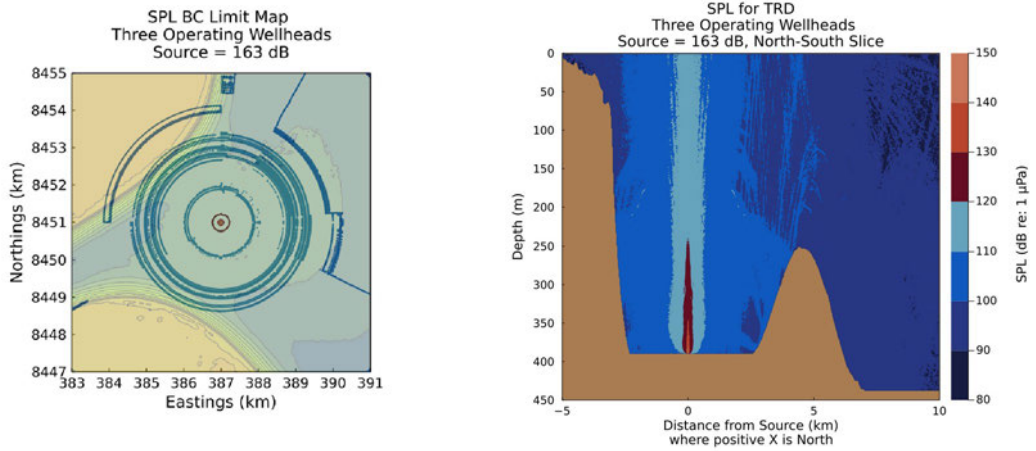 SPL BC Limit Map
Three Operating Wellheads
Source = 163 dB
8455
8454
8453
8452
8451
8450
8449
8448
8447
Northings (km)
383 384 385 386 387 388 389 390 391
Eastings (km)
SPL for TRD
Three Operating Wellheads
Source = 163 dB, North-South Slice
0
50
100
150
200
250
300
350
400
450
Depth (m)
-5 0 5 10
Distance from Source (km)
where positive X is North
150
140
130
120
110
100
90
80
SPL (dB re: 1 μPa)